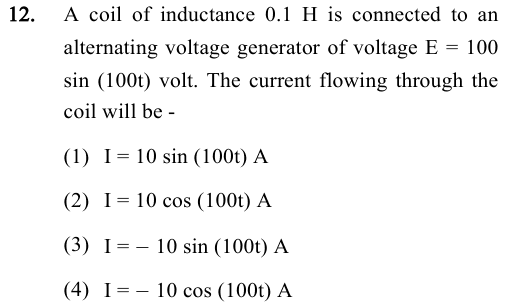 12. A coil of inductance 0.1 H is connected to an
alternating voltage generator of voltage E = 100
sin (100t) volt. The current flowing through the
coil will be -
(1) I = 10 sin (100t) A
(2) I = 10 cos (100t) A
(3) I = – 10 sin (100t) A
(4) I = – 10 cos (100t) A